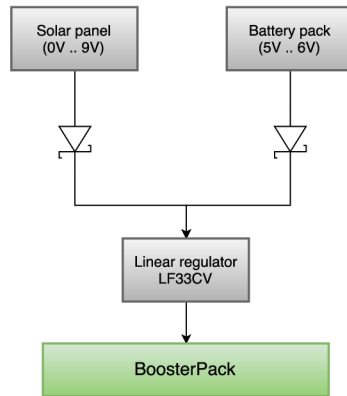 Solar panel
(0V .. 9V)
Battery pack
(5V .. 6V)
Linear regulator
LF33CV
BoosterPack